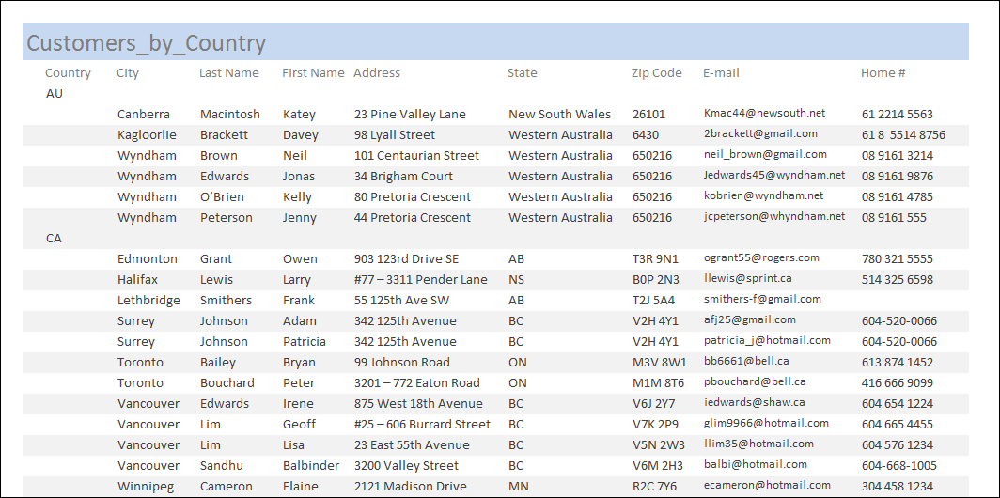 Customers_by_Country
Country City Last Name First Name Address State Zip Code E-mail Home #
AU
Canberra Macintosh Katey 23 Pine Valley Lane New South Wales 26101 Kmac44@newsouth.net 61 2214 5563
Kagloorlie Brackett Davey 98 Lyall Street Western Australia 6430 2brackett@gmail.com 61 8  5514 8756
Wyndham Brown Neil 101 Centaurian Street Western Australia 650216 neil_brown@gmail.com 08 9161 3214
Wyndham Edwards Jonas 34 Brigham Court Western Australia 650216 Jedwards45@wyndham.net 08 9161 9876
Wyndham O’Brien Kelly 80 Pretoria Crescent Western Australia 650216 kobrien@wyndham.net 08 9161 4785
Wyndham Peterson Jenny 44 Pretoria Crescent Western Australia 650216 jcpeterson@whyndham.net 08 9161 555
CA
Edmonton Grant Owen 903 123rd Drive SE AB T3R 9N1 ogrant55@rogers.com 780 321 5555
Halifax Lewis Larry #77 – 3311 Pender Lane NS B0P 2N3 llewis@sprint.ca 514 325 6598
Lethbridge Smithers Frank 55 125th Ave SW AB T2J 5A4 smithers-f@gmail.com
Surrey Johnson Adam 342 125th Avenue BC V2H 4Y1 afj25@gmail.com 604-520-0066
Surrey Johnson Patricia 342 125th Avenue BC V2H 4Y1 patricia_j@hotmail.com 604-520-0066
Toronto Bailey Bryan 99 Johnson Road ON M3V 8W1 bb6661@bell.ca 613 874 1452
Toronto Bouchard Peter 3201 – 772 Eaton Road ON M1M 8T6 pbouchard@bell.ca 416 666 9099
Vancouver Edwards Irene 875 West 18th Avenue BC V6J 2Y7 iedwards@shaw.ca 604 654 1224
Vancouver Lim Geoff #25 – 606 Burrard Street BC V7K 2P9 glim9966@hotmail.com 604 665 4455
Vancouver Lim Lisa 23 East 55th Avenue BC V5N 2W3 llim35@hotmail.com 604 576 1234
Vancouver Sandhu Balbinder 3200 Valley Street BC V6M 2H3 balbi@hotmail.com 604-668-1005
Winnipeg Cameron Elaine 2121 Madison Drive MN R2C 7Y6 ecameron@hotmail.com 304 458 1234